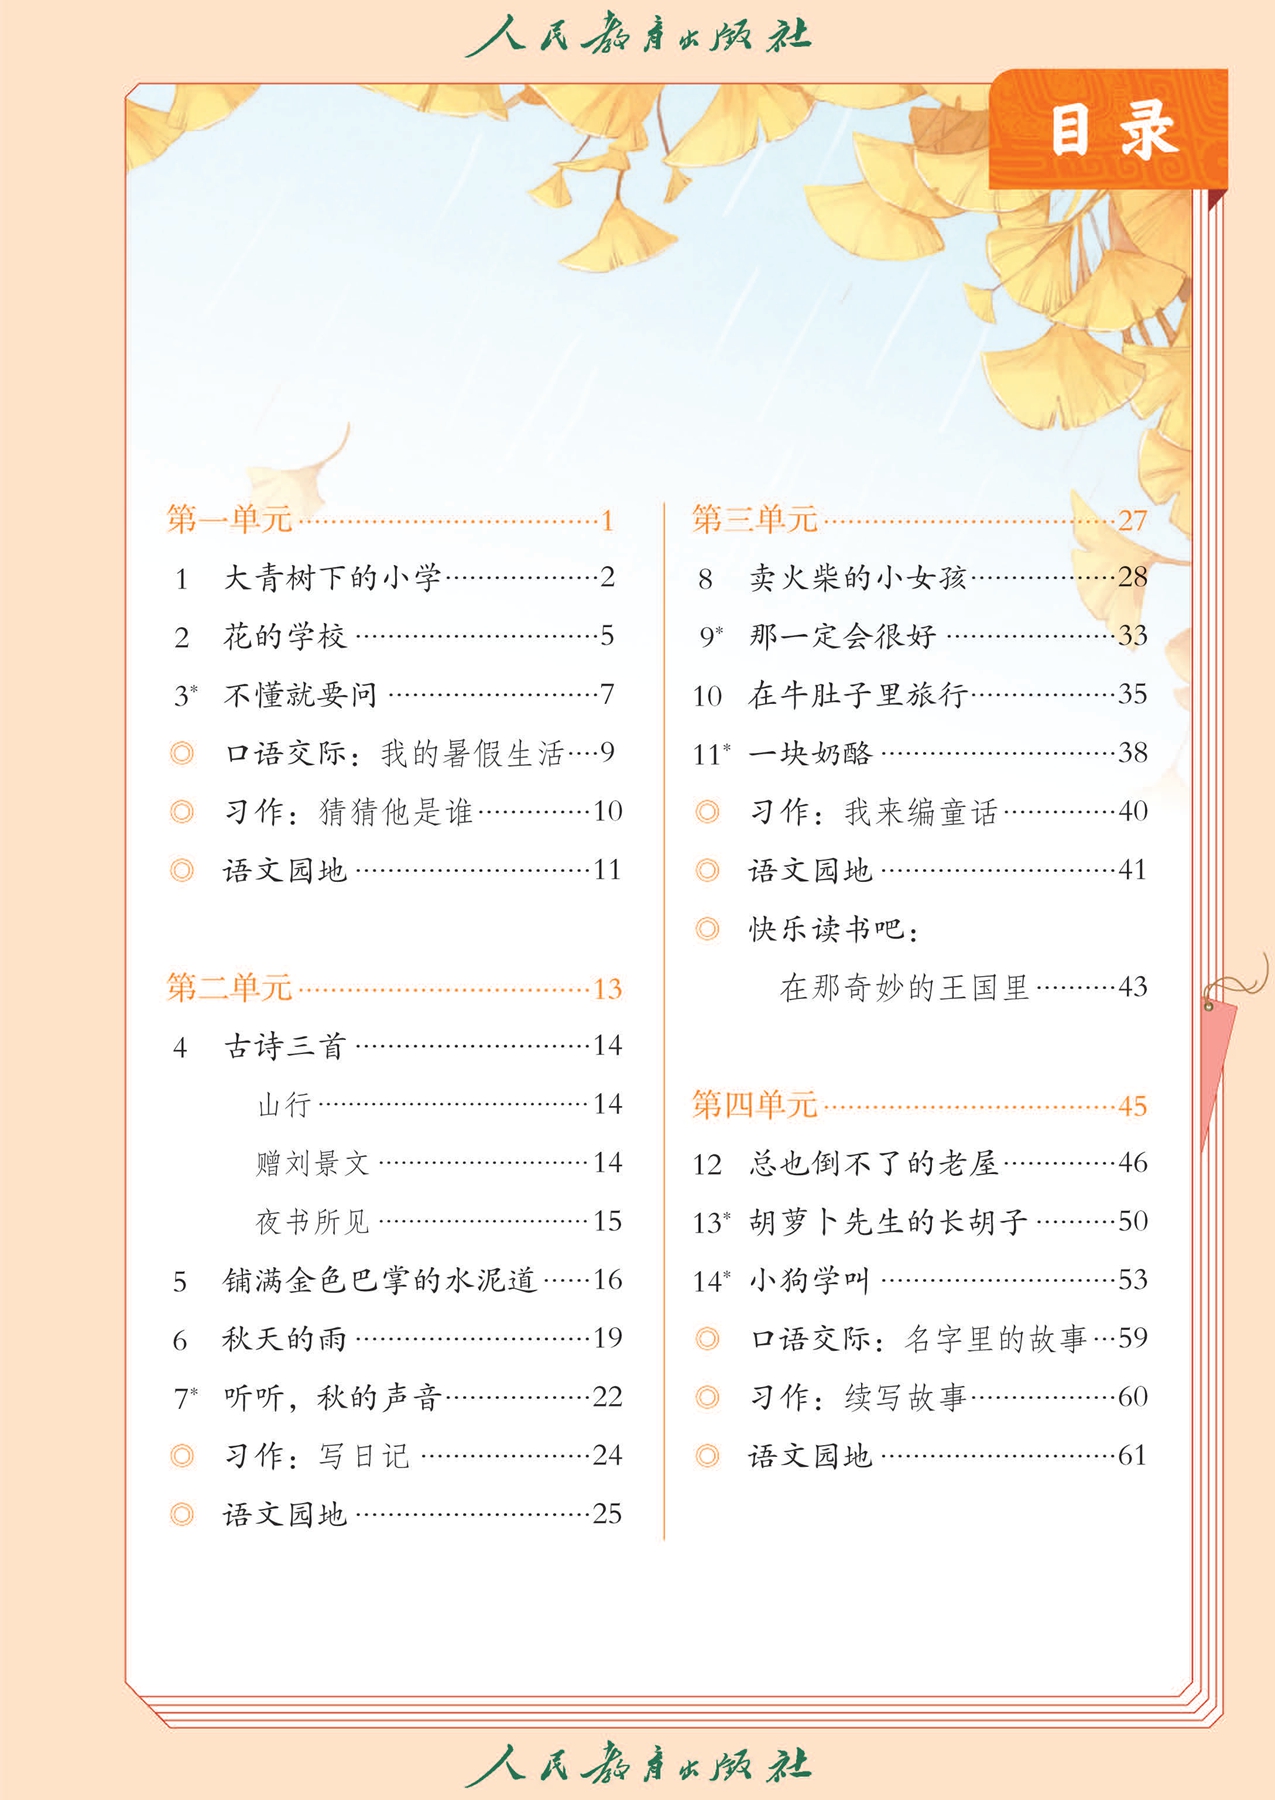 人民教育出版社
目录
第一单元……1
1 大青树下的小学……2
2 花的学校……5
3* 不懂就要问……7
◎ 口语交际：我的暑假生活……9
◎ 习作：猜猜他是谁……10
◎ 语文园地……11
第二单元……13
4 古诗三首……14
山行……14
赠刘景文……14
夜书所见……15
5 铺满金色巴掌的水泥道……16
6 秋天的雨……19
7* 听听，秋的声音……22
◎ 习作：写日记……24
◎ 语文园地……25
第三单元……27
8 卖火柴的小女孩……28
9* 那一定会很好……33
10 在牛肚子里旅行……35
11* 一块奶酪……38
◎ 习作：我来编童话……40
◎ 语文园地……41
◎ 快乐读书吧：
在那奇妙的王国里……43
第四单元……45
12 总也倒不了的老屋……46
13* 胡萝卜先生的长胡子……50
14* 小狗学叫……53
◎ 口语交际：名字里的故事……59
◎ 习作：续写故事……60
◎ 语文园地……61
人民教育出版社